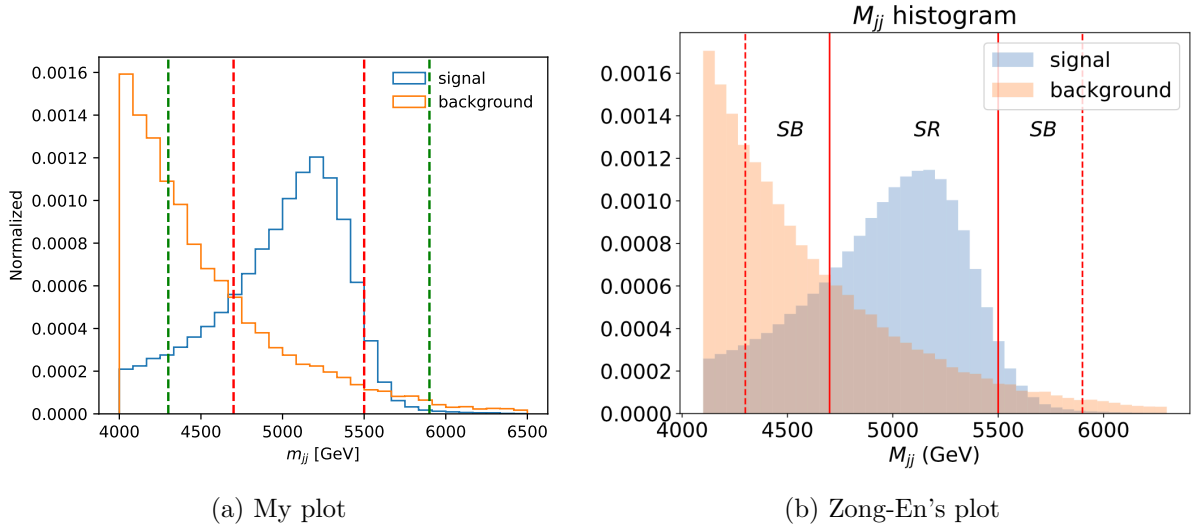 signal
background
0.0016
0.0014
0.0012
0.0010
0.0008
0.0006
0.0004
0.0002
0.0000
Normalized
4000 4500 5000 5500 6000 6500
m_jj [GeV]
(a) My plot
M_jj histogram
signal
background
SB SR SB
0.0016
0.0014
0.0012
0.0010
0.0008
0.0006
0.0004
0.0002
0.0000
4000 4500 5000 5500 6000
M_jj (GeV)
(b) Zong-En's plot